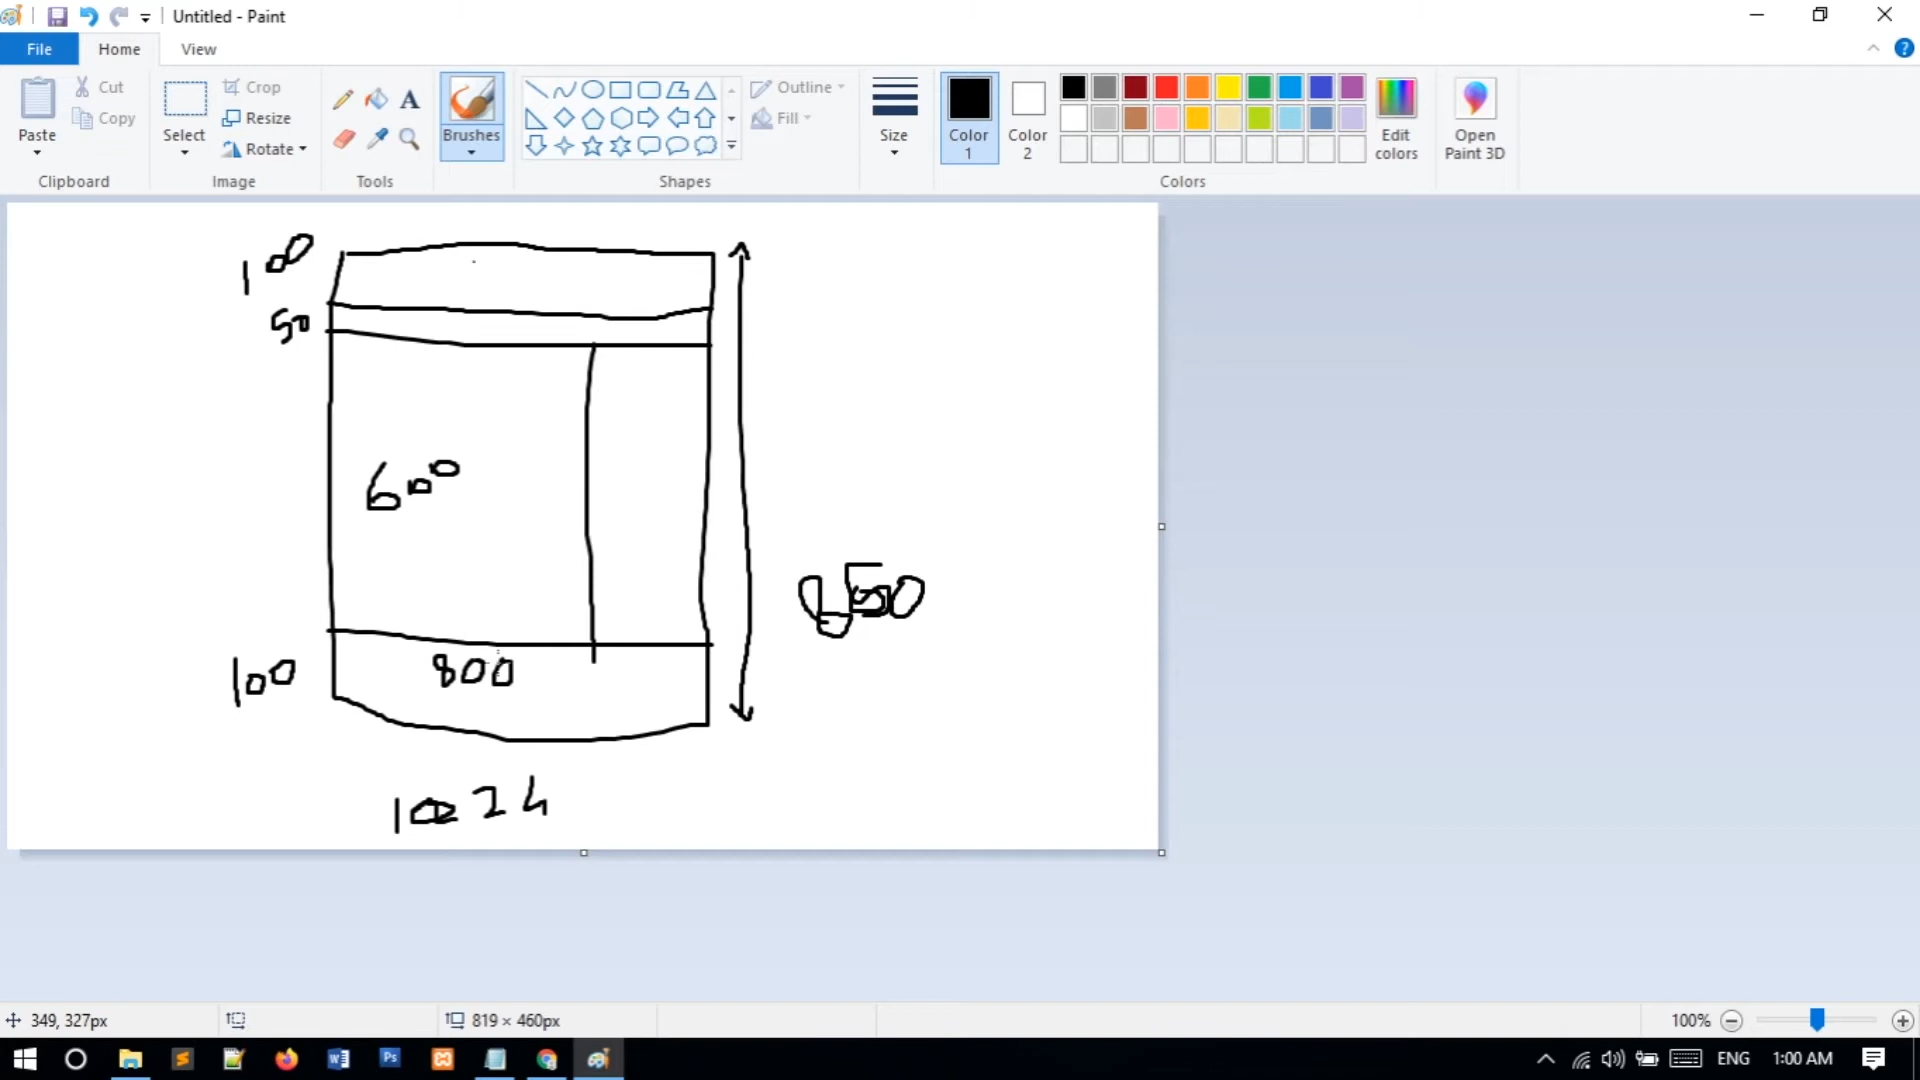 Untitled - Paint
File Home View
Paste
Cut
Copy
Clipboard
Select
Crop
Resize
Rotate
Image
Tools
Brushes
Shapes
Outline
Fill
Size
Color 1
Color 2
Edit colors
Open Paint 3D
Colors
100
50
600
850
100
800
1024
349, 327px
819 × 460px
100%
ENG
1:00 AM